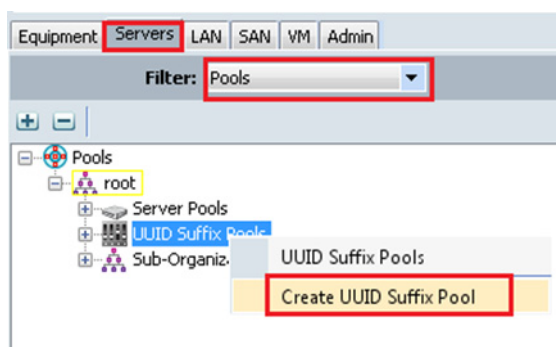 Equipment Servers LAN SAN VM Admin
Filter: Pools
Pools
root
Server Pools
UUID Suffix Pools
Sub-Organiz
UUID Suffix Pools
Create UUID Suffix Pool